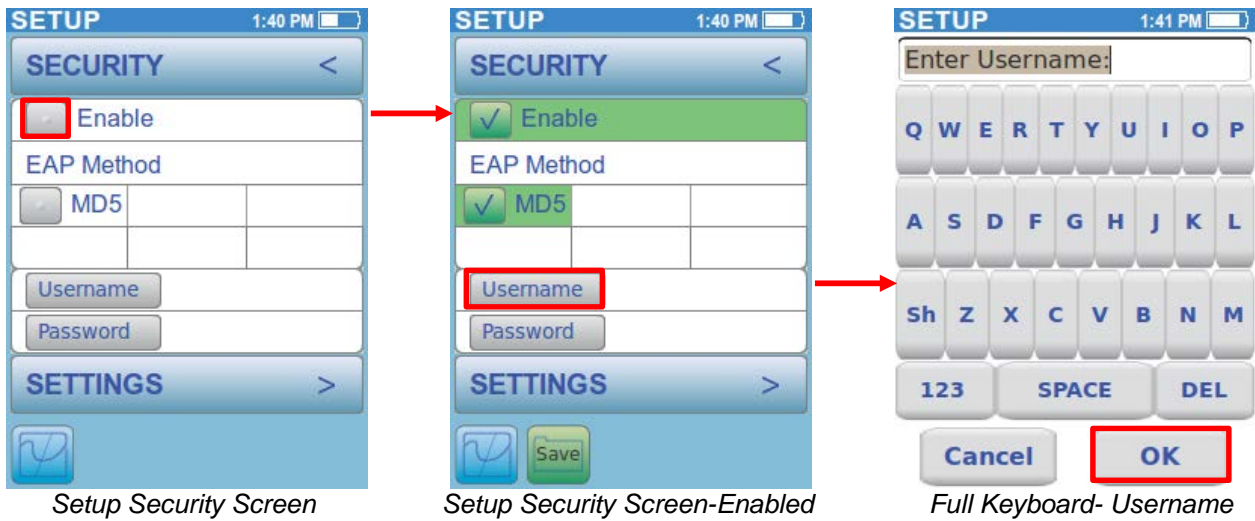 SETUP 1:40 PM
SECURITY <
Enable
EAP Method
MD5
Username
Password
SETTINGS >
Setup Security Screen
SETUP 1:40 PM
SECURITY <
✓ Enable
EAP Method
✓ MD5
Username
Password
SETTINGS >
Save
Setup Security Screen-Enabled
SETUP 1:41 PM
Enter Username:
Q W E R T Y U I O P
A S D F G H J K L
Sh Z X C V B N M
123 SPACE DEL
Cancel OK
Full Keyboard- Username